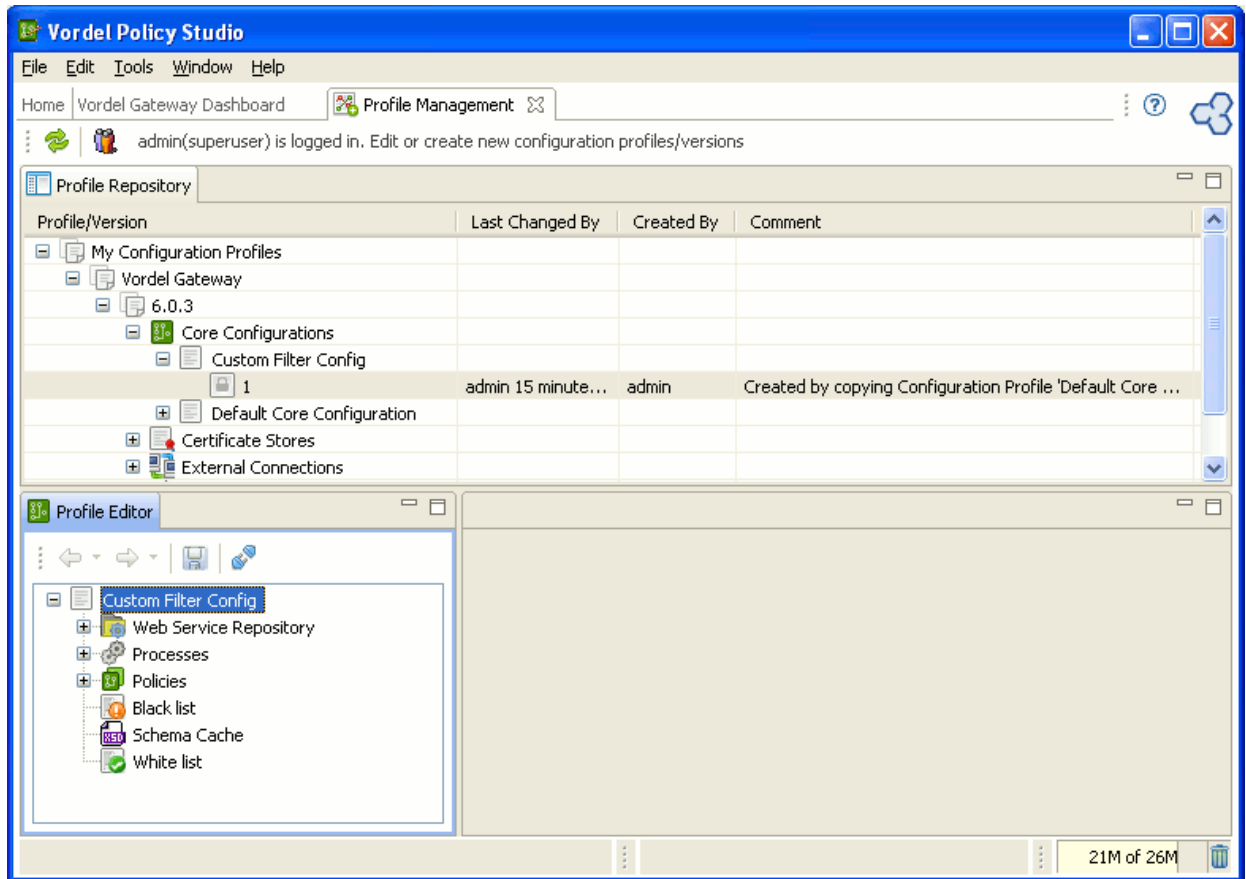 Vordel Policy Studio
File Edit Tools Window Help
Home Vordel Gateway Dashboard Profile Management
admin(superuser) is logged in. Edit or create new configuration profiles/versions
Profile Repository
Profile/Version Last Changed By Created By Comment
My Configuration Profiles
Vordel Gateway
6.0.3
Core Configurations
Custom Filter Config
1 admin 15 minute... admin Created by copying Configuration Profile 'Default Core ...
Default Core Configuration
Certificate Stores
External Connections
Profile Editor
Custom Filter Config
Web Service Repository
Processes
Policies
Black list
XSD Schema Cache
White list
21M of 26M